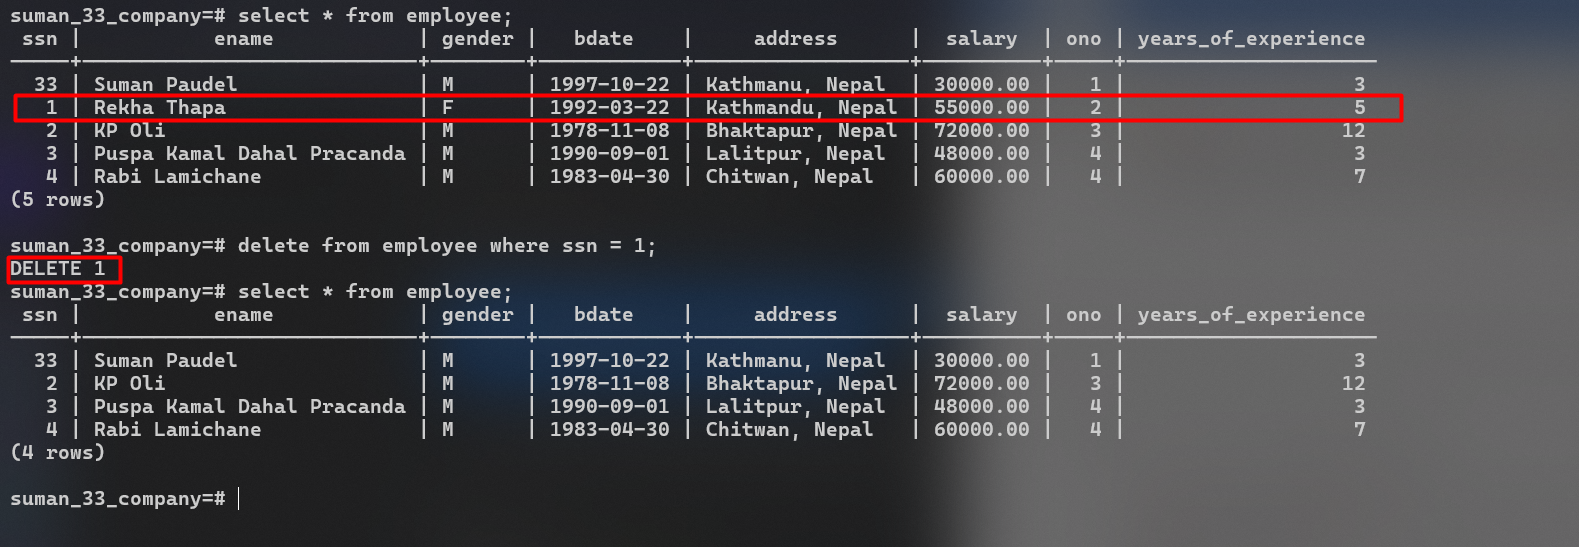 suman_33_company=# select * from employee;
 ssn |           ename            | gender |   bdate    |     address     |  salary  | ono | years_of_experience
-----+----------------------------+--------+------------+-----------------+----------+-----+---------------------
  33 | Suman Paudel               | M      | 1997-10-22 | Kathmanu, Nepal | 30000.00 |   1 |                   3
   1 | Rekha Thapa                | F      | 1992-03-22 | Kathmandu, Nepal | 55000.00 |   2 |                   5
   2 | KP Oli                     | M      | 1978-11-08 | Bhaktapur, Nepal | 72000.00 |   3 |                  12
   3 | Puspa Kamal Dahal Pracanda | M      | 1990-09-01 | Lalitpur, Nepal | 48000.00 |   4 |                   3
   4 | Rabi Lamichane             | M      | 1983-04-30 | Chitwan, Nepal  | 60000.00 |   4 |                   7
(5 rows)
suman_33_company=# delete from employee where ssn = 1;
DELETE 1
suman_33_company=# select * from employee;
 ssn |           ename            | gender |   bdate    |     address     |  salary  | ono | years_of_experience
-----+----------------------------+--------+------------+-----------------+----------+-----+---------------------
  33 | Suman Paudel               | M      | 1997-10-22 | Kathmanu, Nepal | 30000.00 |   1 |                   3
   2 | KP Oli                     | M      | 1978-11-08 | Bhaktapur, Nepal | 72000.00 |   3 |                  12
   3 | Puspa Kamal Dahal Pracanda | M      | 1990-09-01 | Lalitpur, Nepal | 48000.00 |   4 |                   3
   4 | Rabi Lamichane             | M      | 1983-04-30 | Chitwan, Nepal  | 60000.00 |   4 |                   7
(4 rows)
suman_33_company=#